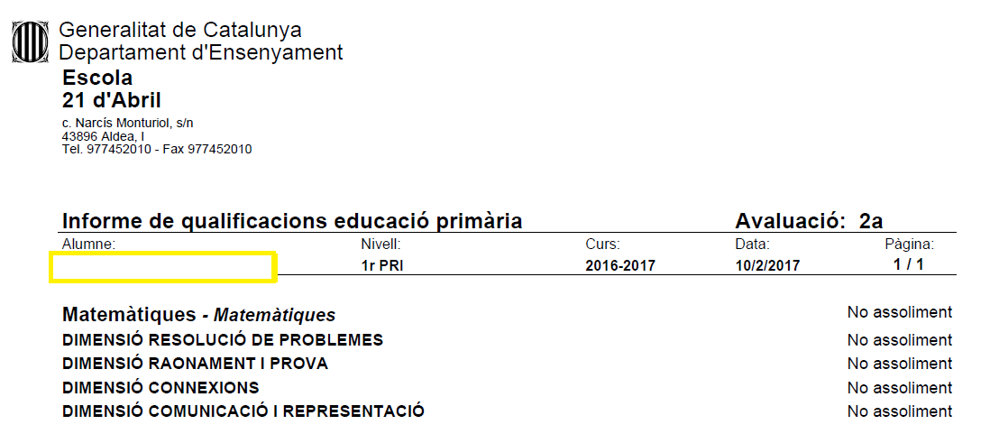 Generalitat de Catalunya
Departament d'Ensenyament
Escola
21 d'Abril
c. Narcís Monturiol, s/n
43896 Aldea, l
Tel. 977452010 - Fax 977452010
Informe de qualificacions educació primària Avaluació: 2a
Alumne: Nivell: Curs: Data: Pàgina:
1r PRI 2016-2017 10/2/2017 1 / 1
Matemàtiques - Matemàtiques No assoliment
DIMENSIÓ RESOLUCIÓ DE PROBLEMES No assoliment
DIMENSIÓ RAONAMENT I PROVA No assoliment
DIMENSIÓ CONNEXIONS No assoliment
DIMENSIÓ COMUNICACIÓ I REPRESENTACIÓ No assoliment